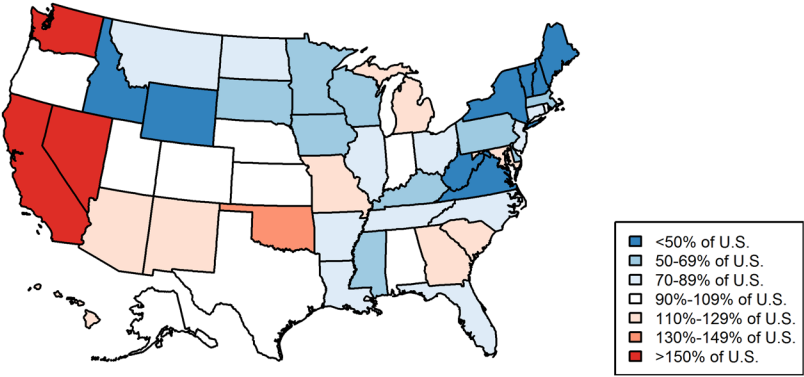 <50% of U.S.
50-69% of U.S.
70-89% of U.S.
90%-109% of U.S.
110%-129% of U.S.
130%-149% of U.S.
>150% of U.S.